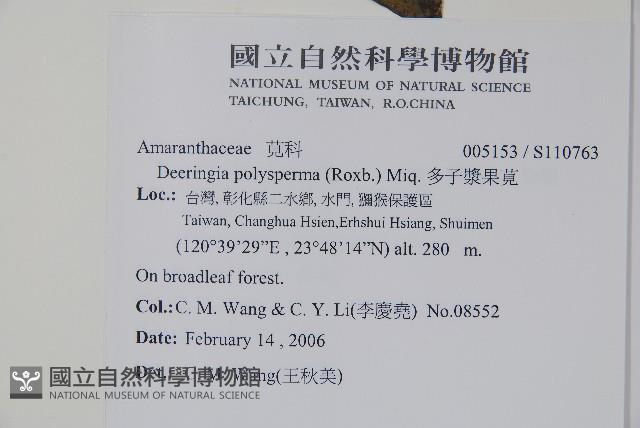 國立自然科學博物館
NATIONAL MUSEUM OF NATURAL SCIENCE
TAICHUNG, TAIWAN, R.O.CHINA
Amaranthaceae 莧科 005153 / S110763
Deeringia polysperma (Roxb.) Miq. 多子漿果莧
Loc.: 台灣, 彰化縣二水鄉, 水門, 獼猴保護區
Taiwan, Changhua Hsien,Erhshui Hsiang, Shuimen
(120°39’29”E , 23°48’14”N) alt. 280 m.
On broadleaf forest.
Col.: C. M. Wang & C. Y. Li(李慶堯) No.08552
Date: February 14 , 2006
Det. C. M. Wang(王秋美)
國立自然科學博物館
NATIONAL MUSEUM OF NATURAL SCIENCE